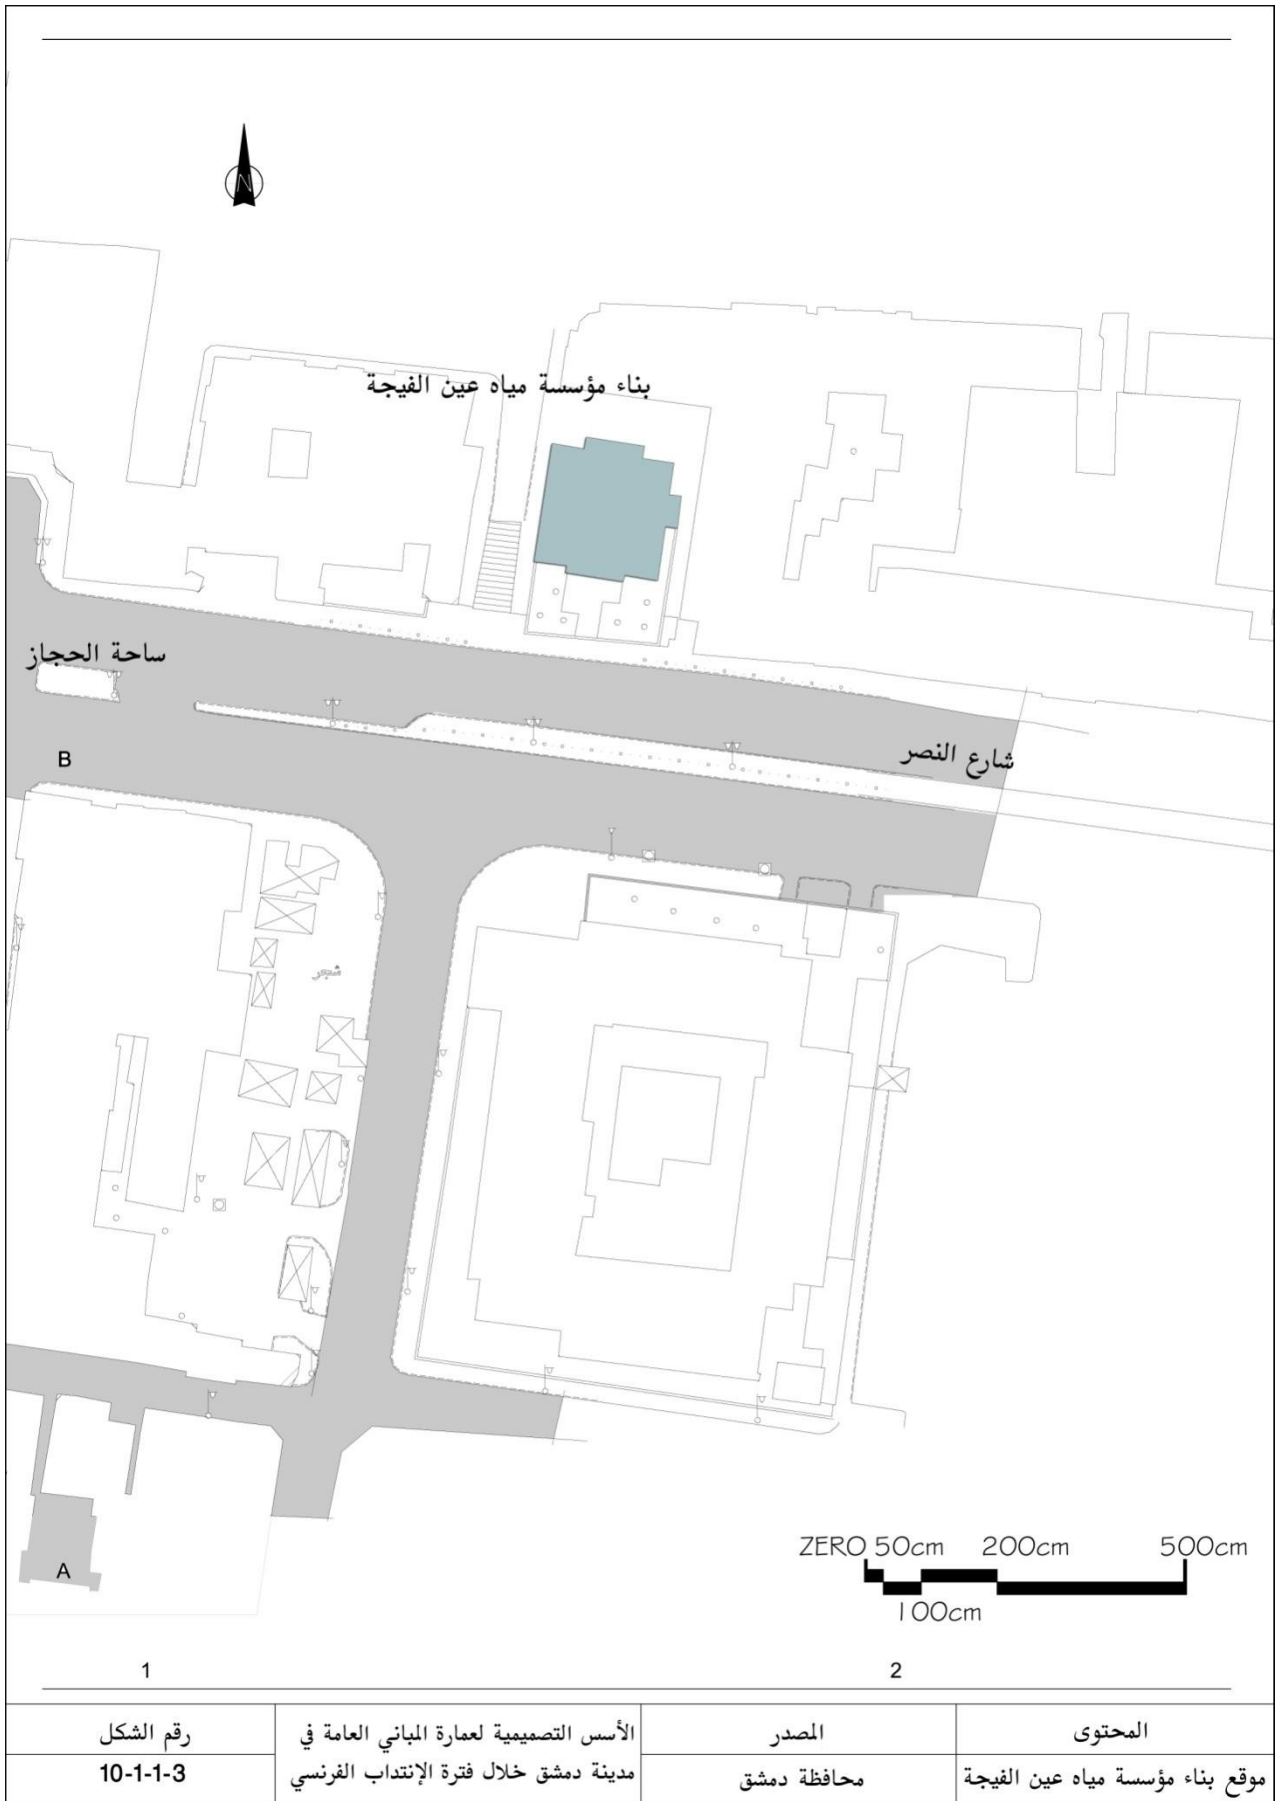 N
بناء مؤسسة مياه عين الفيجة
ساحة الحجاز
شارع النصر
B
شجر
A
ZERO 50cm 200cm 500cm
100cm
1 2
المحتوى
المصدر
الأسس التصميمية لعمارة المباني العامة في
مدينة دمشق خلال فترة الإنتداب الفرنسي
رقم الشكل
موقع بناء مؤسسة مياه عين الفيجة
محافظة دمشق
10-1-1-3